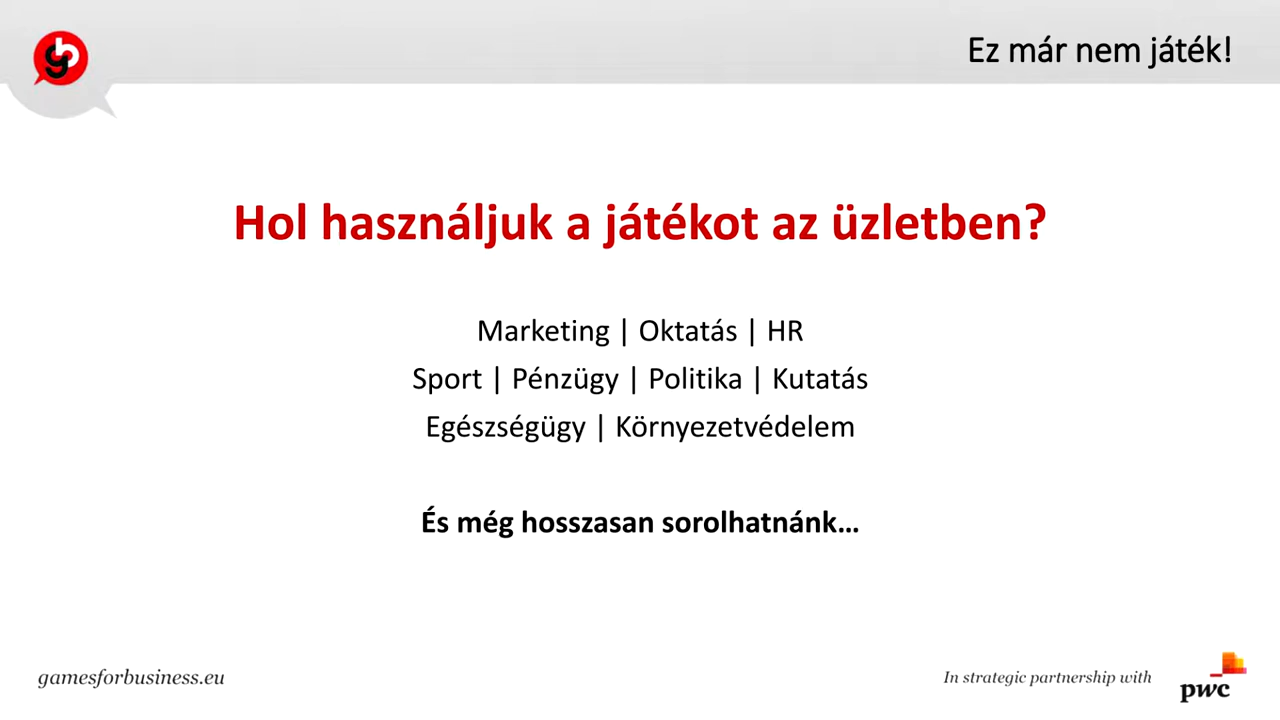 Ez már nem játék!
Hol használjuk a játékot az üzletben?
Marketing | Oktatás | HR
Sport | Pénzügy | Politika | Kutatás
Egészségügy | Környezetvédelem
És még hosszasan sorolhatnánk...
gamesforbusiness.eu
In strategic partnership with
pwc